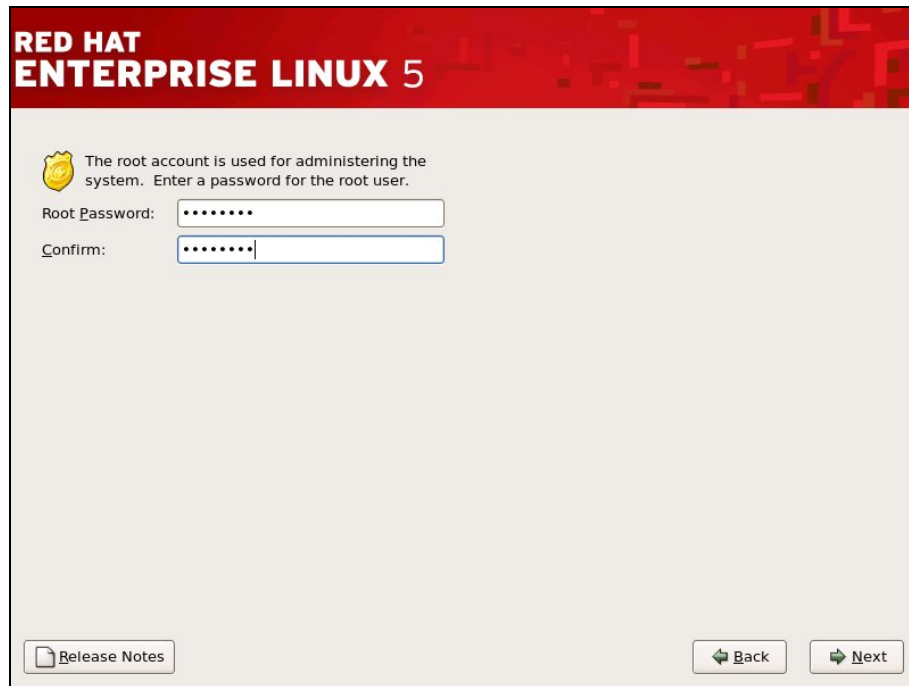 RED HAT
ENTERPRISE LINUX 5
The root account is used for administering the
system. Enter a password for the root user.
Root Password: ••••••••
Confirm: ••••••••
Release Notes
Back
Next